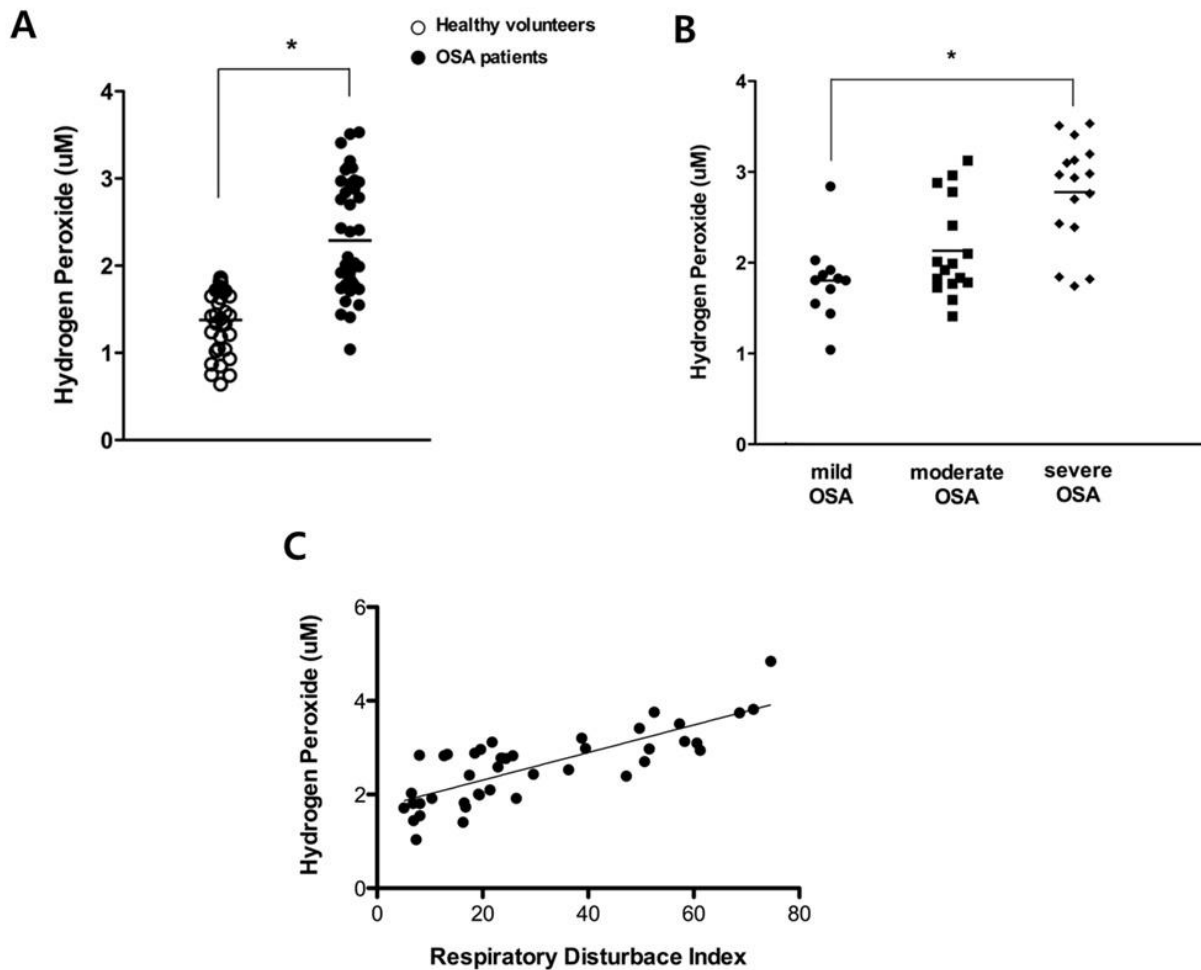 A
Healthy volunteers
OSA patients
*
Hydrogen Peroxide (uM)
4
3
2
1
0
B
*
Hydrogen Peroxide (uM)
4
3
2
1
0
mild
OSA
moderate
OSA
severe
OSA
C
Hydrogen Peroxide (uM)
6
4
2
0
0 20 40 60 80
Respiratory Disturbace Index